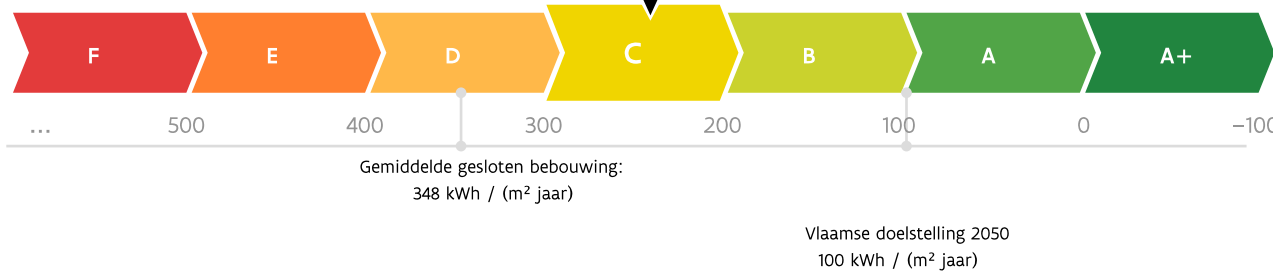 F E D C B A A+
... 500 400 300 200 100 0 −100
Gemiddelde gesloten bebouwing:
348 kWh / (m² jaar)
Vlaamse doelstelling 2050
100 kWh / (m² jaar)